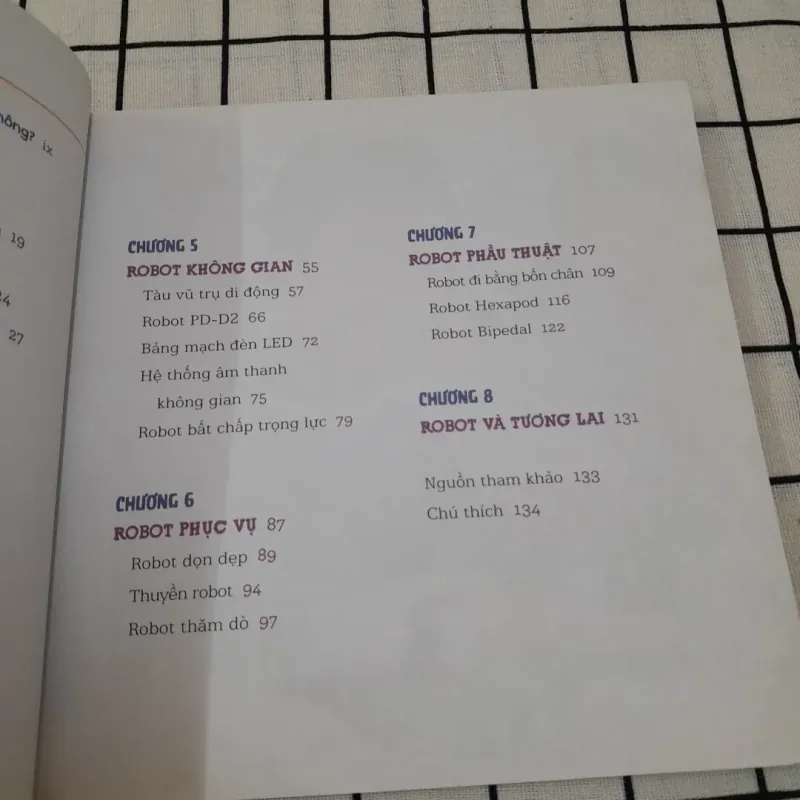 ix
19
27
CHƯƠNG 5
ROBOT KHÔNG GIAN 55
Tàu vũ trụ di động 57
Robot PD-D2 66
Bảng mạch đèn LED 72
Hệ thống âm thanh
không gian 75
Robot bất chấp trọng lực 79
CHƯƠNG 6
ROBOT PHỤC VỤ 87
Robot dọn dẹp 89
Thuyền robot 94
Robot thăm dò 97
CHƯƠNG 7
ROBOT PHẪU THUẬT 107
Robot đi bằng bốn chân 109
Robot Hexapod 116
Robot Bipedal 122
CHƯƠNG 8
ROBOT VÀ TƯƠNG LAI 131
Nguồn tham khảo 133
Chú thích 134